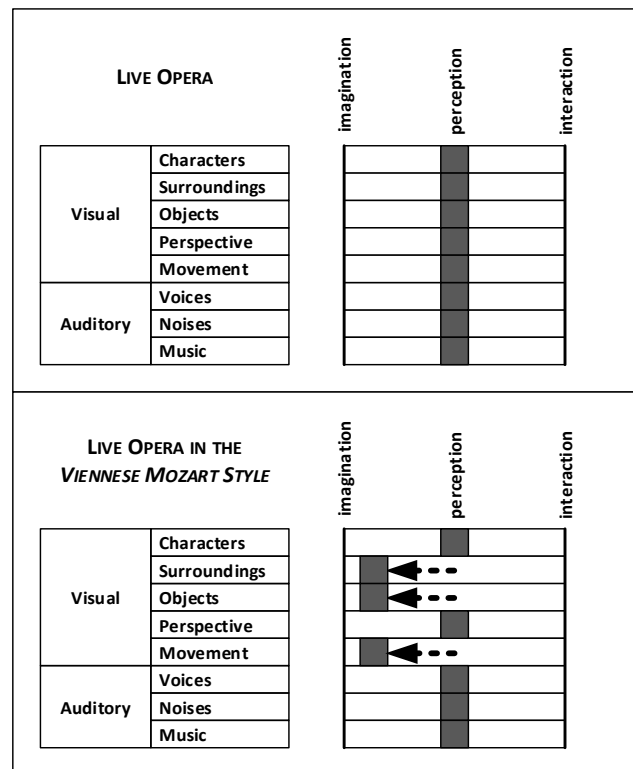 LIVE OPERA
imagination
perception
interaction
Visual
Characters
Surroundings
Objects
Perspective
Movement
Auditory
Voices
Noises
Music
LIVE OPERA IN THE
VIENNESE MOZART STYLE
imagination
perception
interaction
Visual
Characters
Surroundings
Objects
Perspective
Movement
Auditory
Voices
Noises
Music